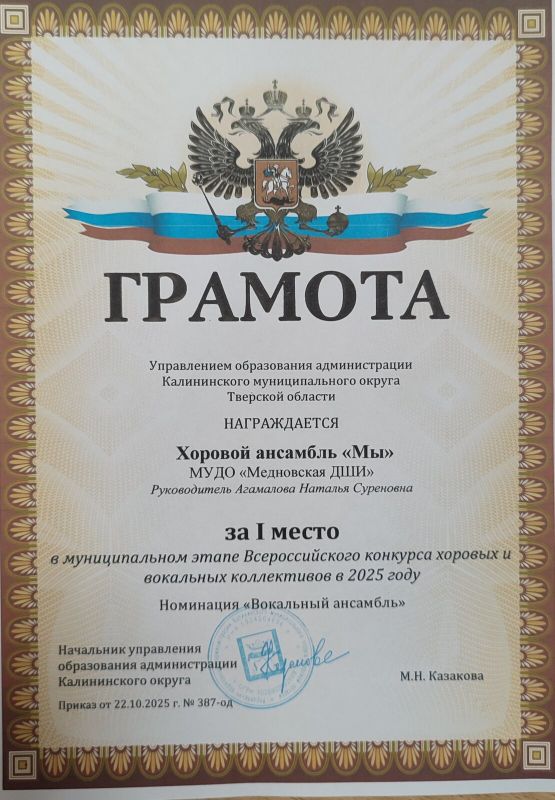 ГРАМОТА
Управлением образования администрации
Калининского муниципального округа
Тверской области
НАГРАЖДАЕТСЯ
Хоровой ансамбль «Мы»
МУДО «Медновская ДШИ»
Руководитель Агамалова Наталья Суреновна
за I место
в муниципальном этапе Всероссийского конкурса хоровых и
вокальных коллективов в 2025 году
Номинация «Вокальный ансамбль»
Начальник управления
образования администрации
Калининского округа
М.Н. Казакова
Приказ от 22.10.2025 г. № 387-од